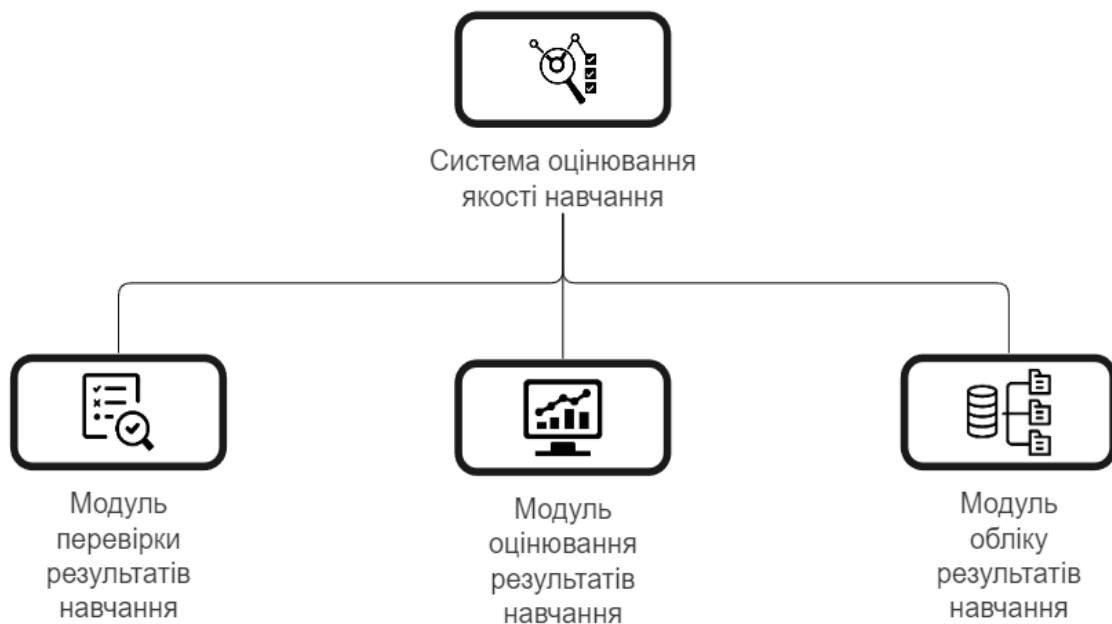 Система оцінювання
якості навчання
Модуль
перевірки
результатів
навчання
Модуль
оцінювання
результатів
навчання
Модуль
обліку
результатів
навчання